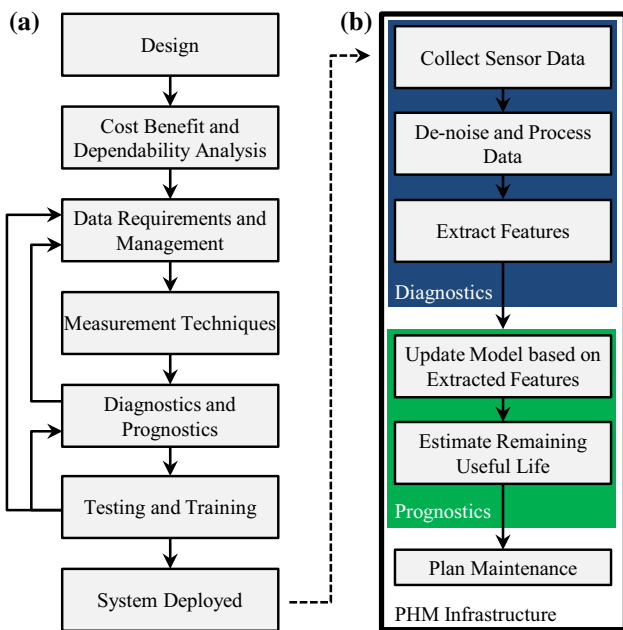 (a)
Design
Cost Benefit and
Dependability Analysis
Data Requirements and
Management
Measurement Techniques
Diagnostics and
Prognostics
Testing and Training
System Deployed
(b)
Collect Sensor Data
De-noise and Process
Data
Extract Features
Diagnostics
Update Model based on
Extracted Features
Estimate Remaining
Useful Life
Prognostics
Plan Maintenance
PHM Infrastructure